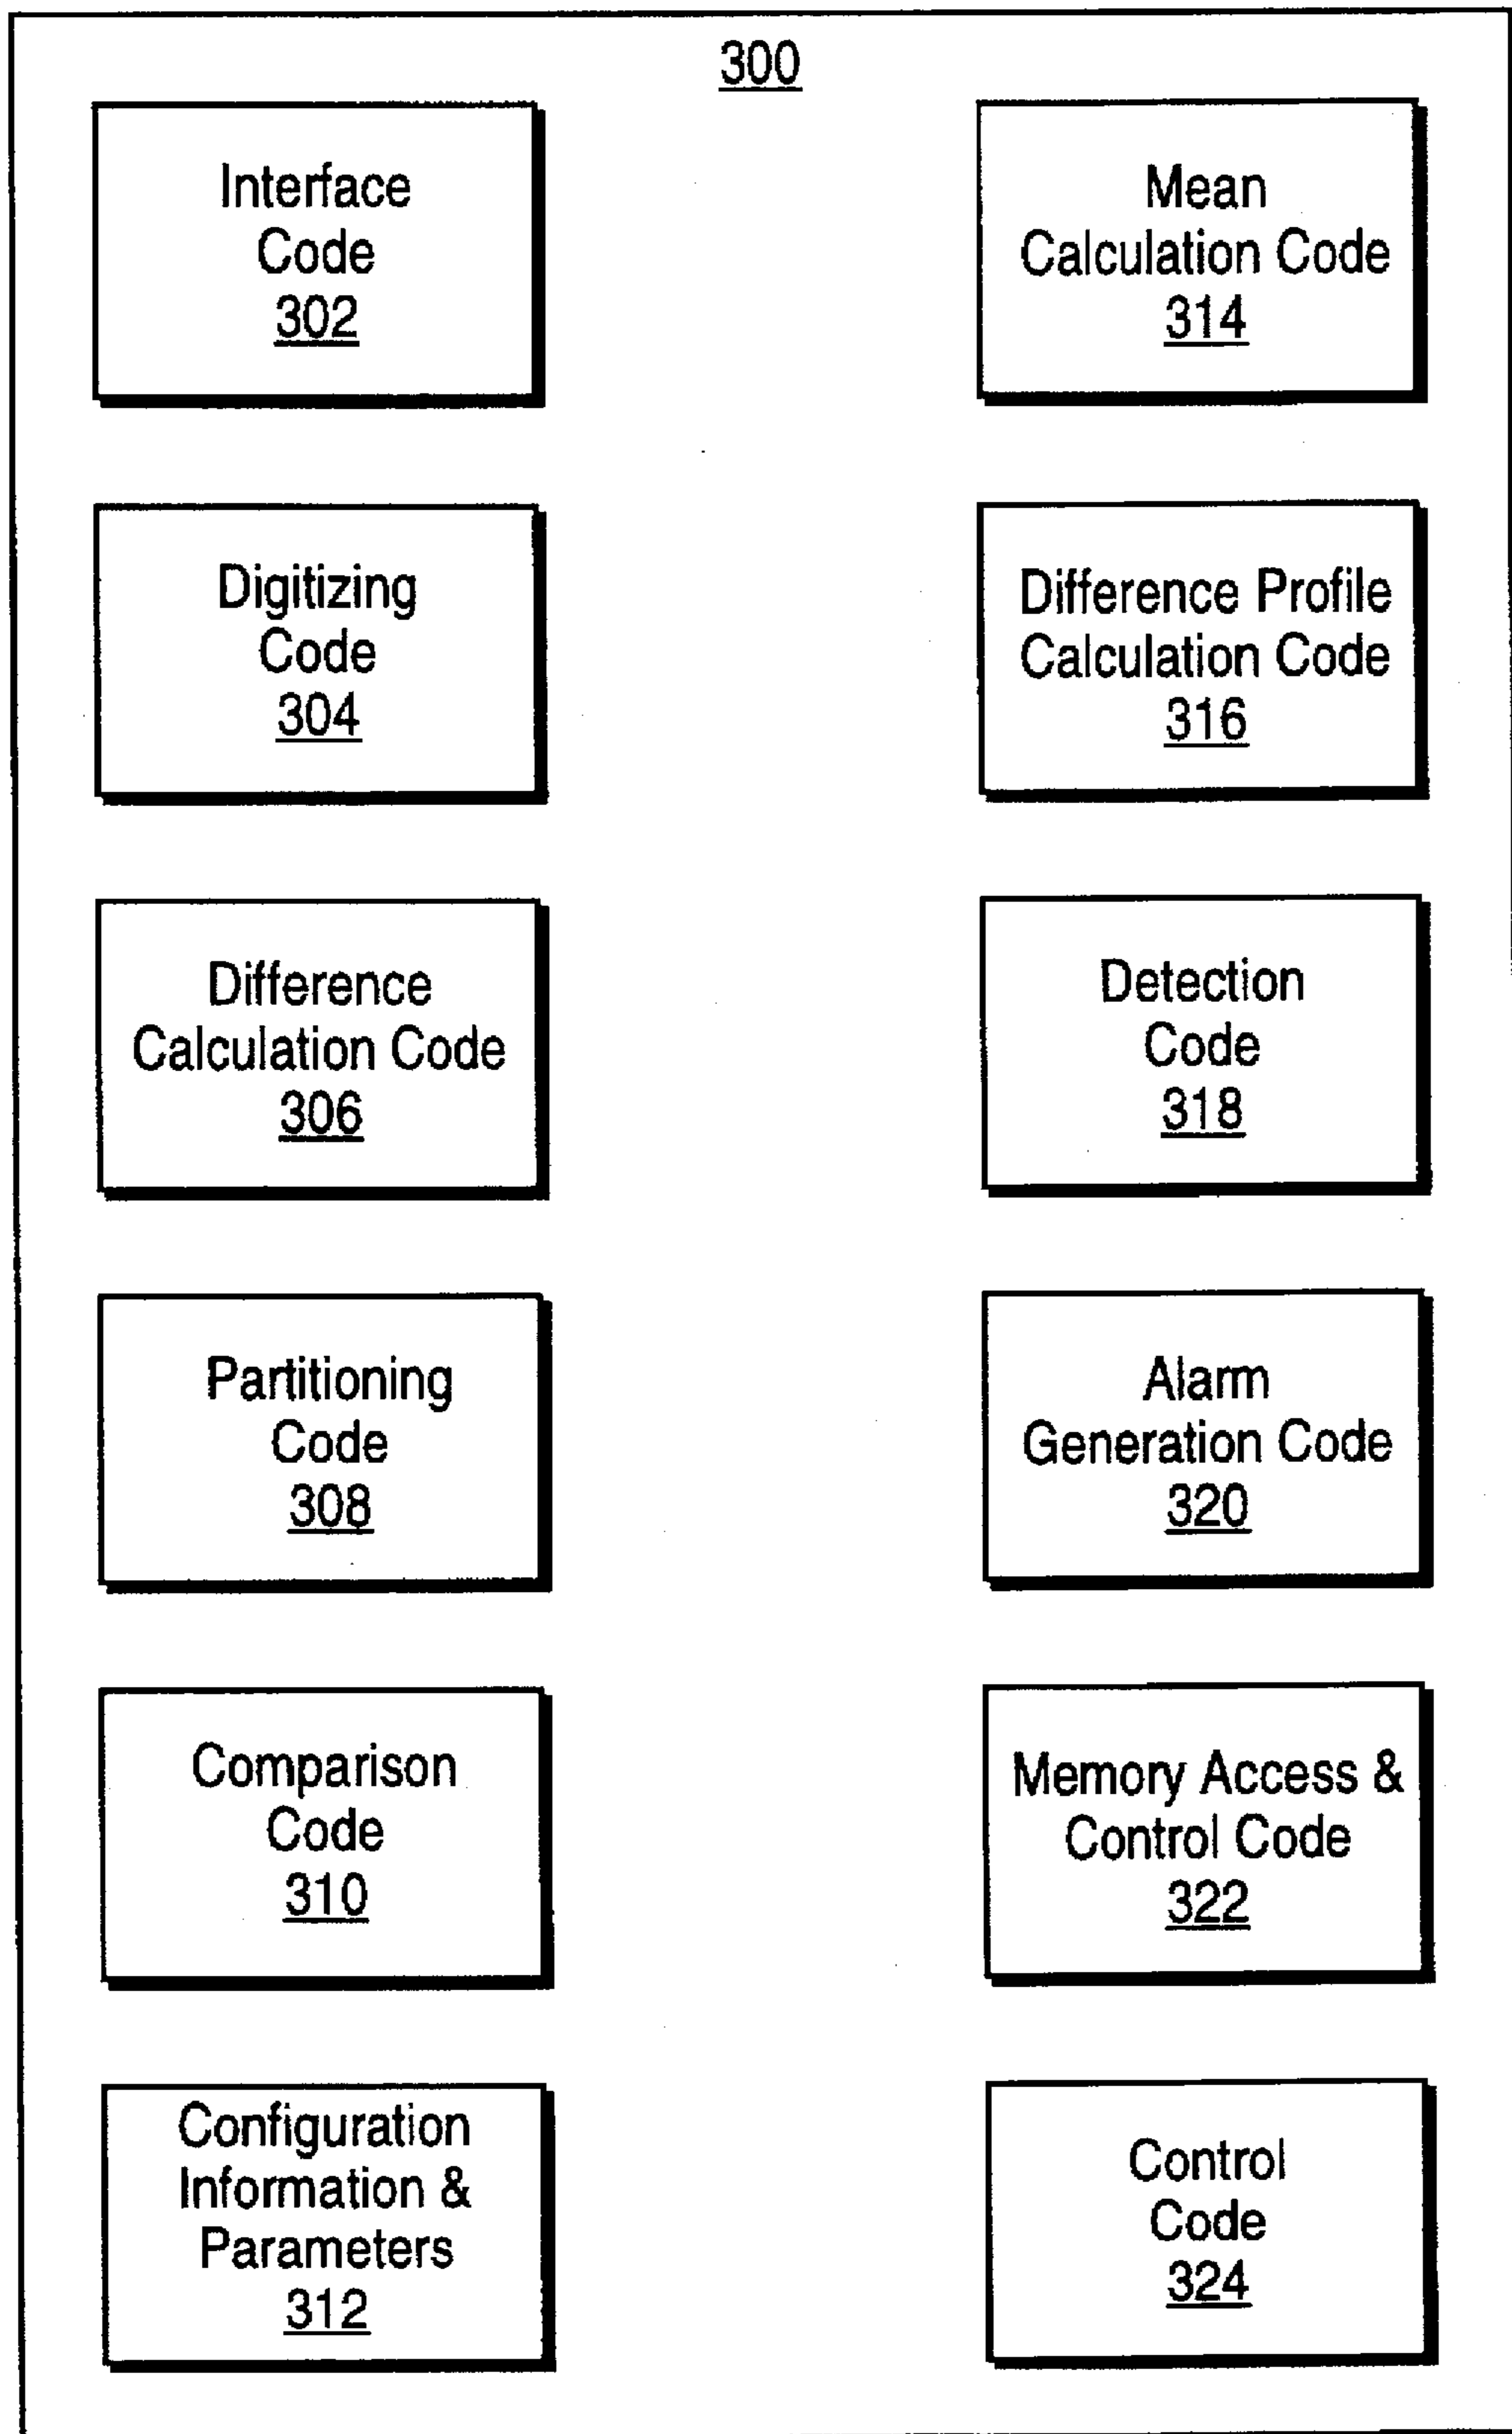 300
Interface
Code
302
Digitizing
Code
304
Difference
Calculation Code
306
Partitioning
Code
308
Comparison
Code
310
Configuration
Information &
Parameters
312
Mean
Calculation Code
314
Difference Profile
Calculation Code
316
Detection
Code
318
Alarm
Generation Code
320
Memory Access &
Control Code
322
Control
Code
324